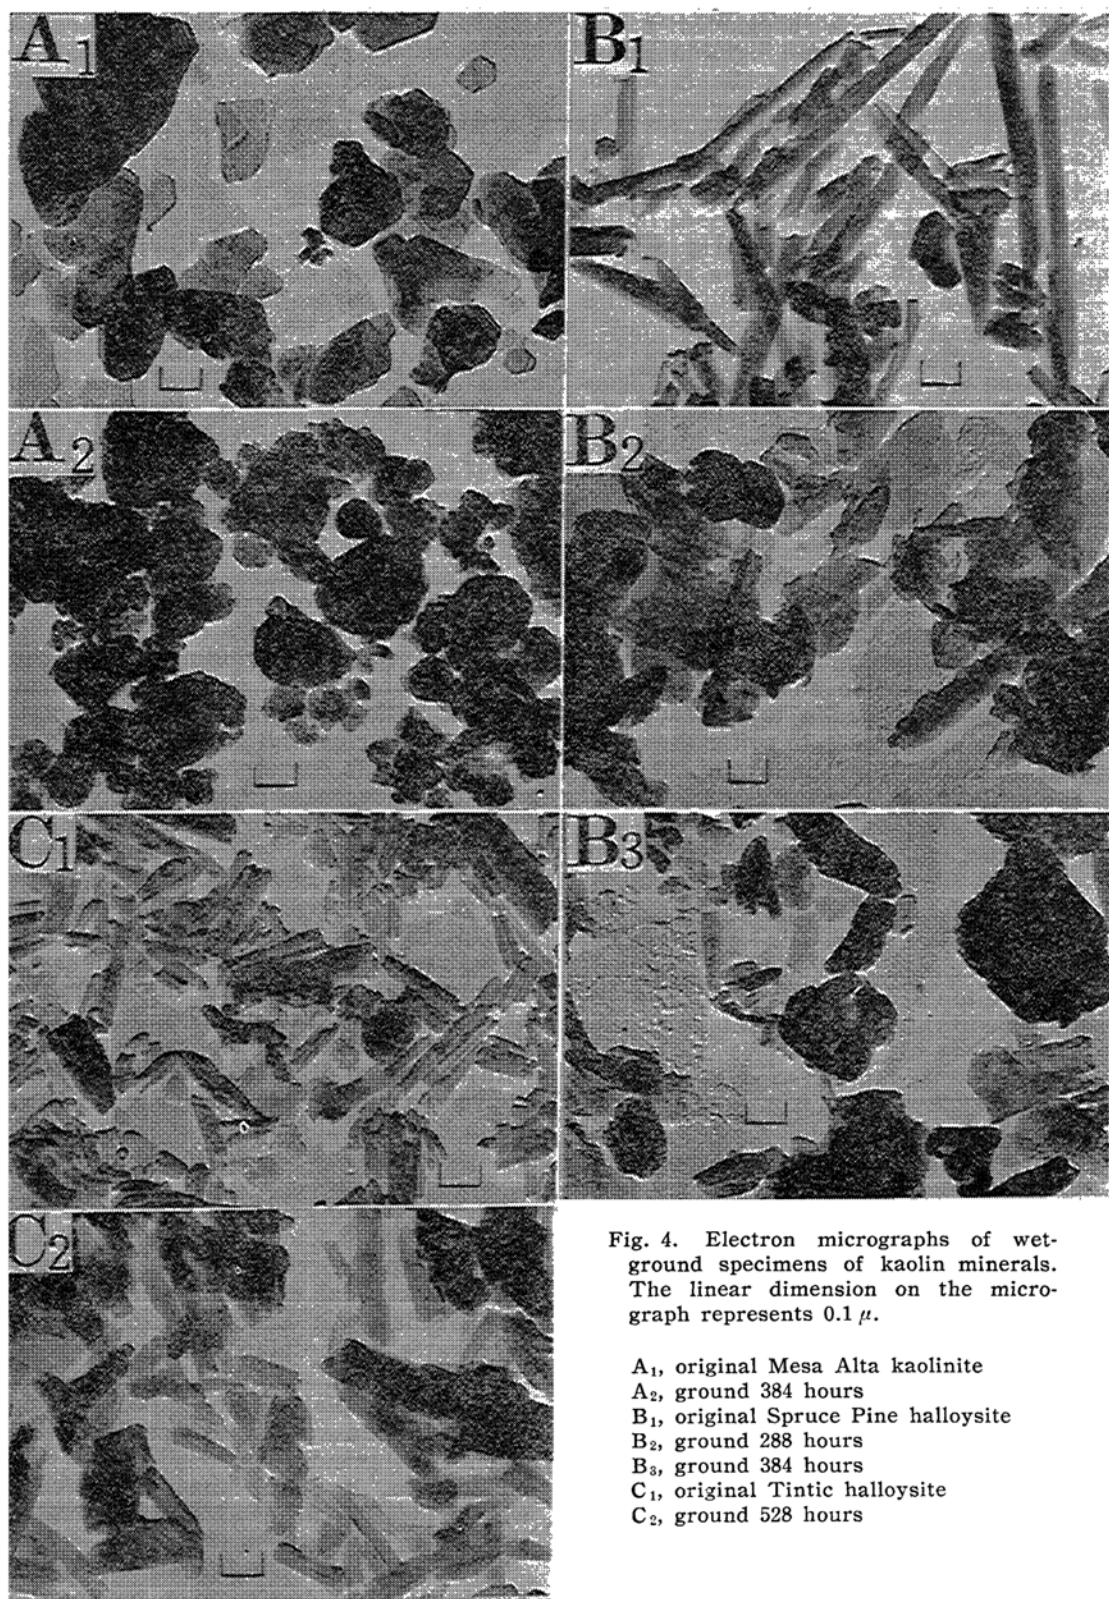 A1
B1
A2
B2
C1
B3
C2
Fig. 4. Electron micrographs of wet-
ground specimens of kaolin minerals.
The linear dimension on the micro-
graph represents 0.1 μ.
A1, original Mesa Alta kaolinite
A2, ground 384 hours
B1, original Spruce Pine halloysite
B2, ground 288 hours
B3, ground 384 hours
C1, original Tintic halloysite
C2, ground 528 hours